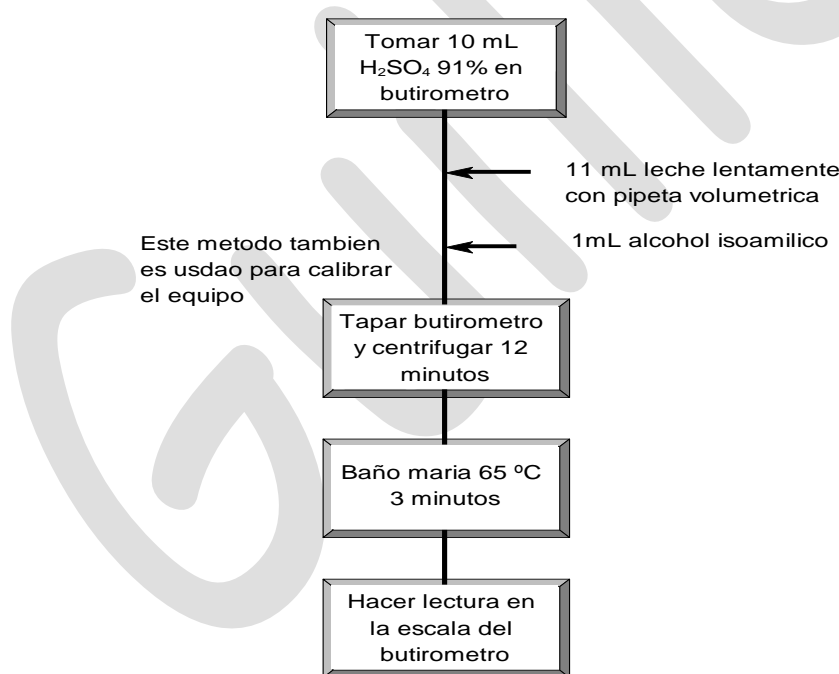 Tomar 10 mL
H₂SO₄ 91% en
butirometro
11 mL leche lentamente
con pipeta volumetrica
Este metodo tambien
es usdao para calibrar
el equipo
1mL alcohol isoamilico
Tapar butirometro
y centrifugar 12
minutos
Baño maria 65 ºC
3 minutos
Hacer lectura en
la escala del
butirometro